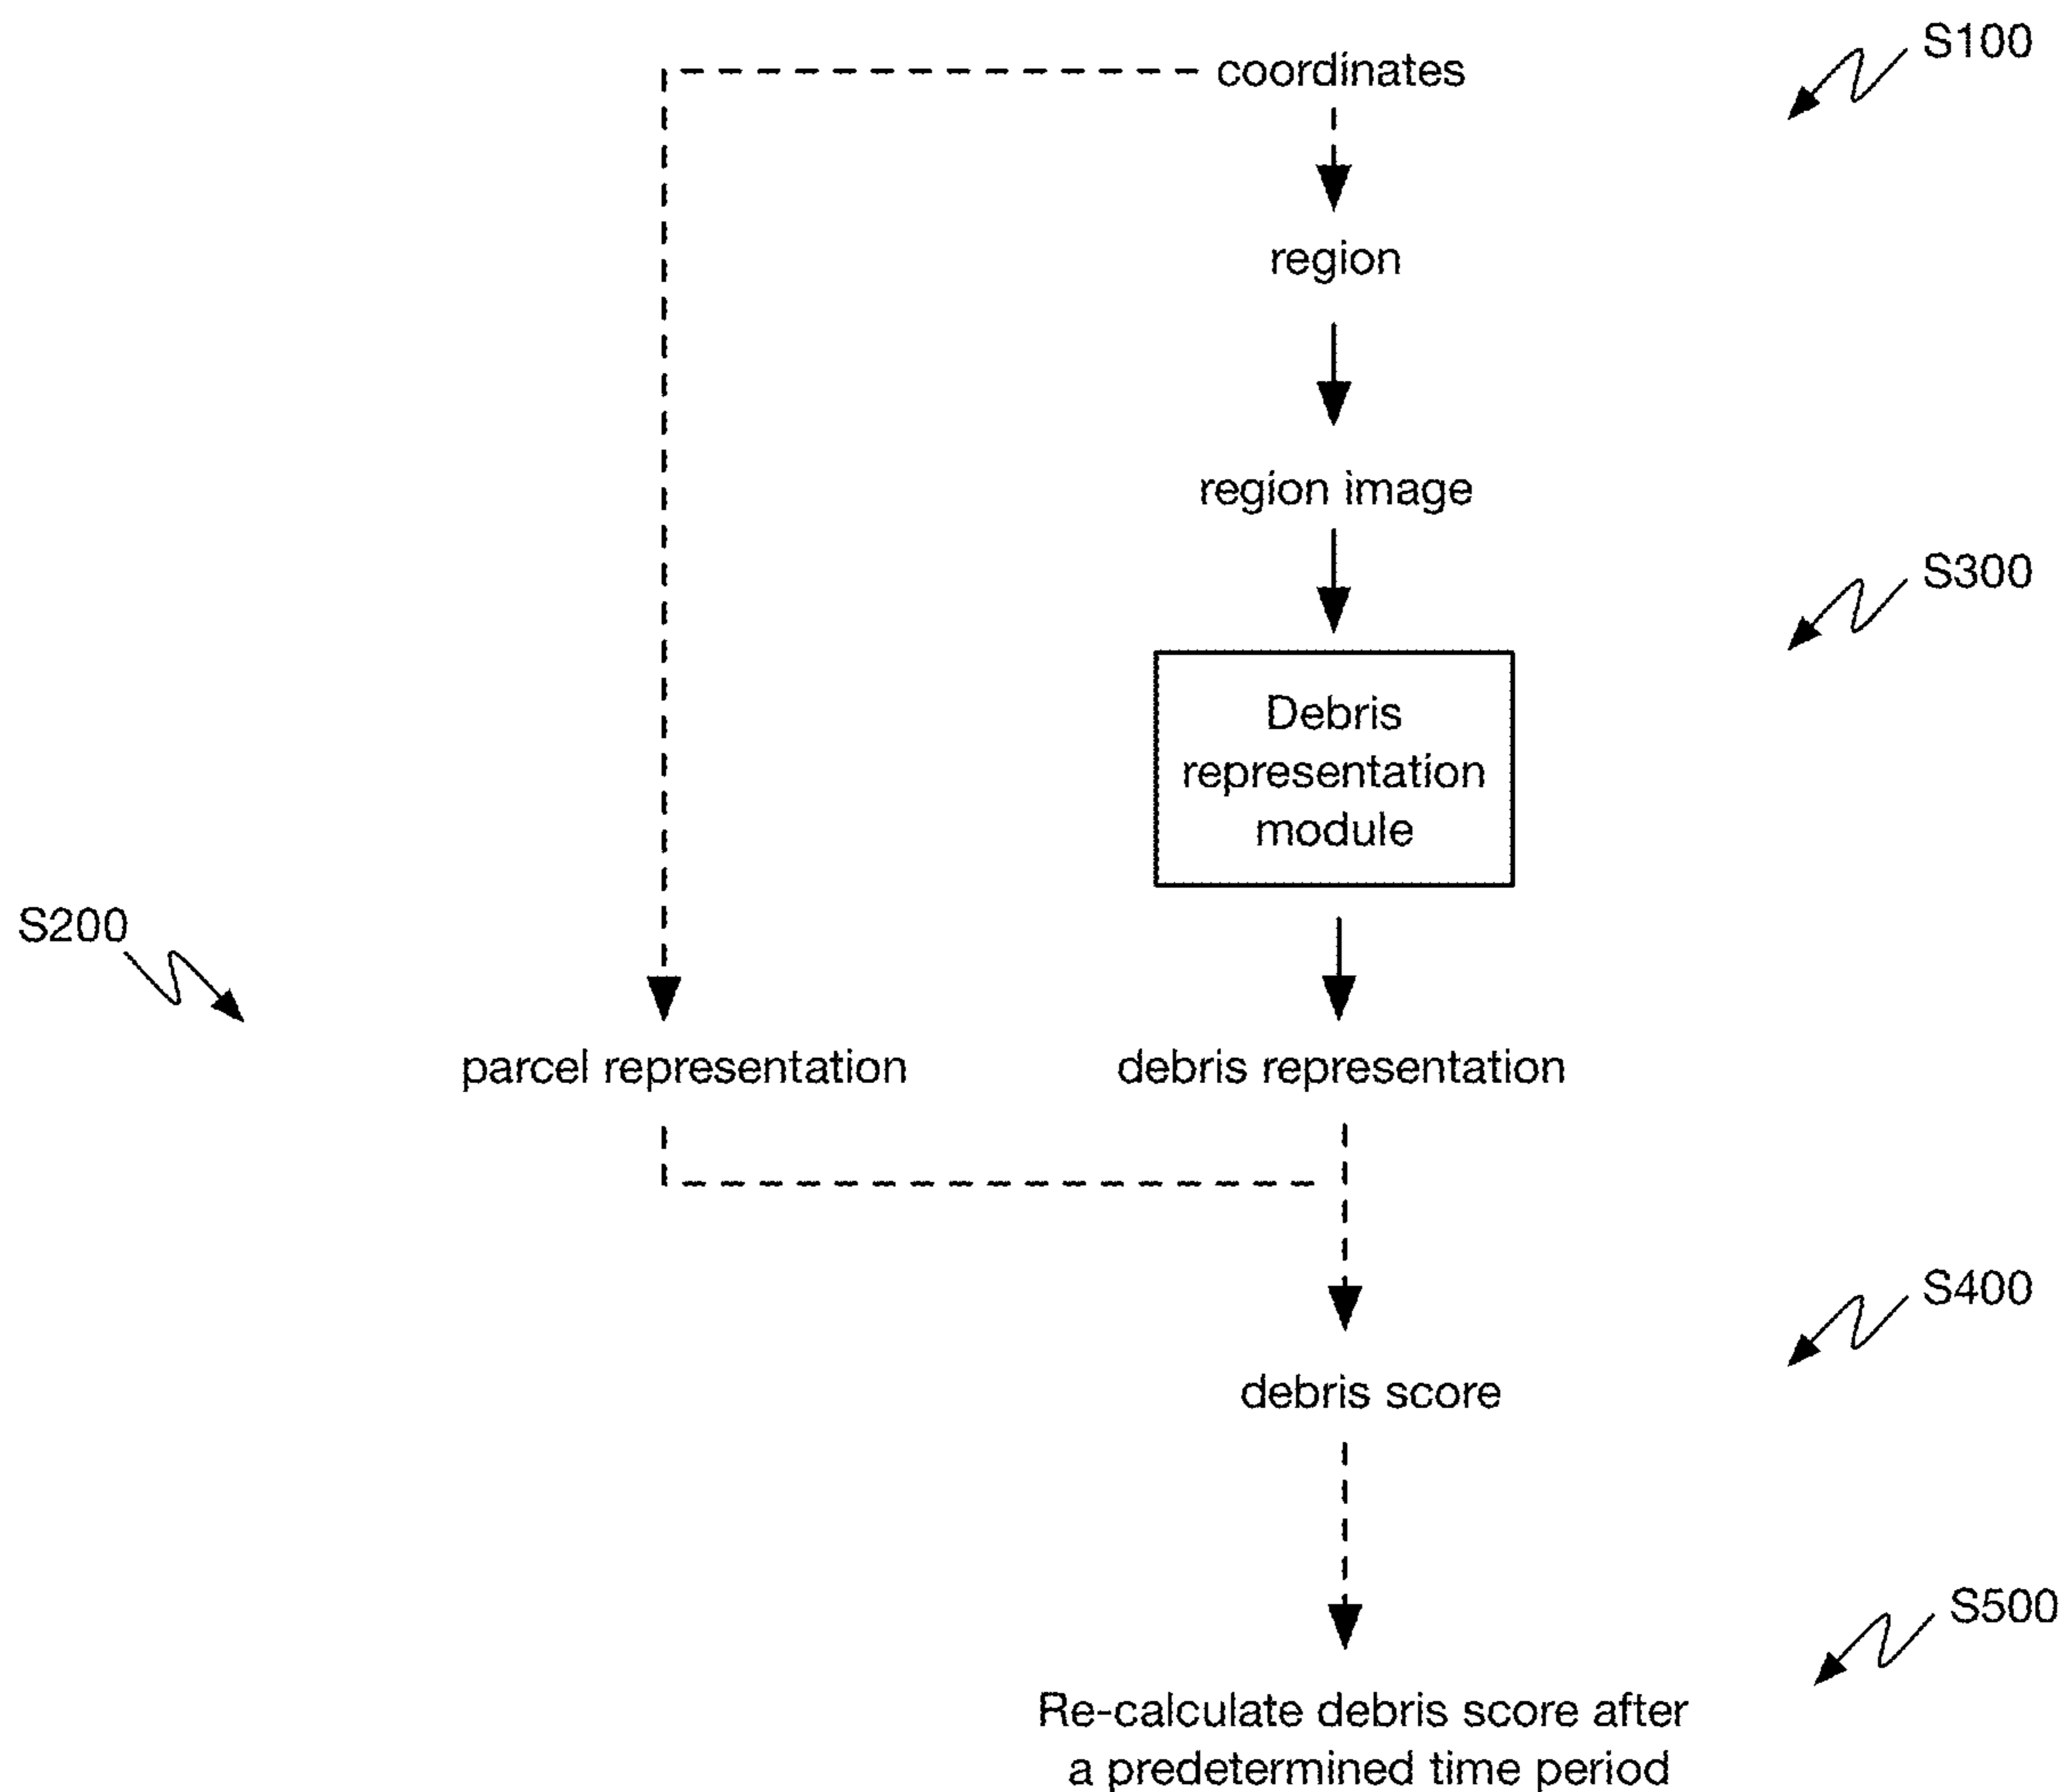 S100
coordinates
region
region image
S300
Debris
representation
module
S200
parcel representation
debris representation
S400
debris score
S500
Re-calculate debris score after
a predetermined time period